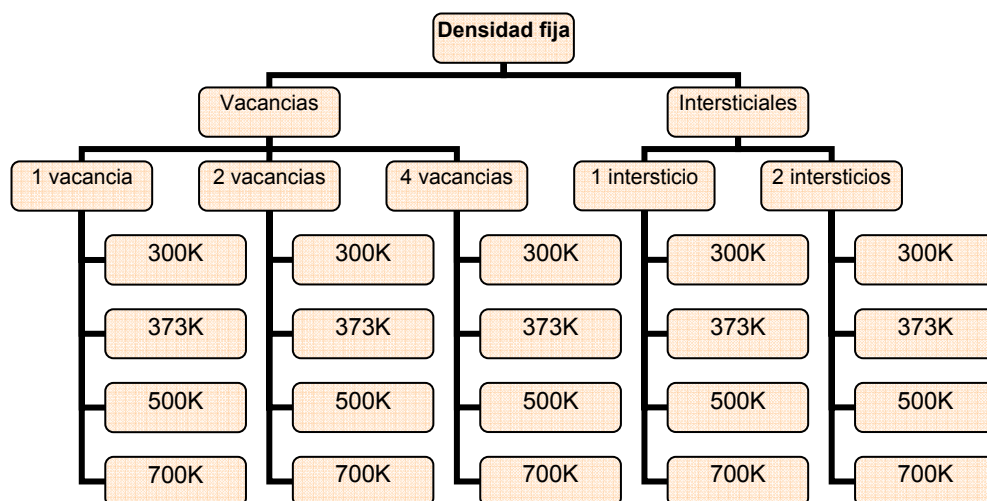 Densidad fija
Vacancias
Intersticiales
1 vacancia
2 vacancias
4 vacancias
1 intersticio
2 intersticios
300K
300K
300K
300K
300K
373K
373K
373K
373K
373K
500K
500K
500K
500K
500K
700K
700K
700K
700K
700K